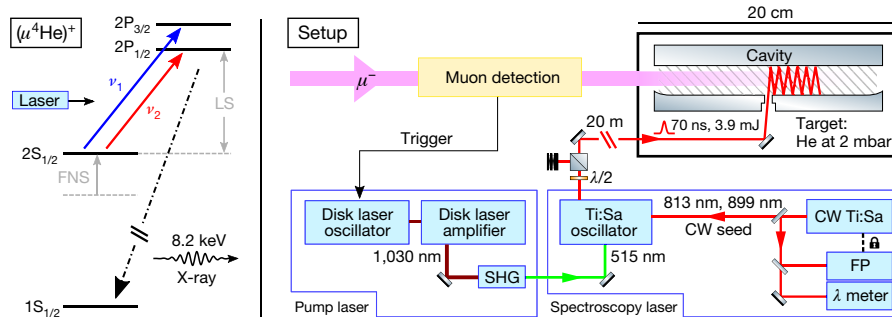 (μ⁴He)⁺
2P₃/₂
2P₁/₂
ν₁
Laser
ν₂
LS
2S₁/₂
FNS
8.2 keV
X-ray
1S₁/₂
Setup
20 cm
μ⁻
Muon detection
Cavity
Trigger
20 m
70 ns, 3.9 mJ
Target:
He at 2 mbar
λ/2
Disk laser
oscillator
Disk laser
amplifier
1,030 nm
SHG
Pump laser
Ti:Sa
oscillator
515 nm
813 nm, 899 nm
CW seed
CW Ti:Sa
FP
λ meter
Spectroscopy laser